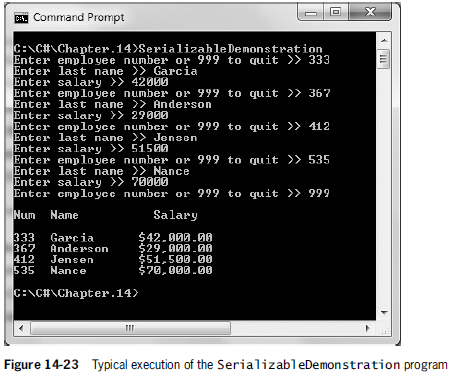 Command Prompt
C:\C#\Chapter.14>SerializableDemonstration
Enter employee number or 999 to quit >> 333
Enter last name >> Garcia
Enter salary >> 42000
Enter employee number or 999 to quit >> 367
Enter last name >> Anderson
Enter salary >> 29000
Enter employee number or 999 to quit >> 412
Enter last name >> Jensen
Enter salary >> 51500
Enter employee number or 999 to quit >> 535
Enter last name >> Nance
Enter salary >> 70000
Enter employee number or 999 to quit >> 999
Num Name Salary
333 Garcia $42,000.00
367 Anderson $29,000.00
412 Jensen $51,500.00
535 Nance $70,000.00
C:\C#\Chapter.14>
Figure 14-23 Typical execution of the SerializableDemonstration program